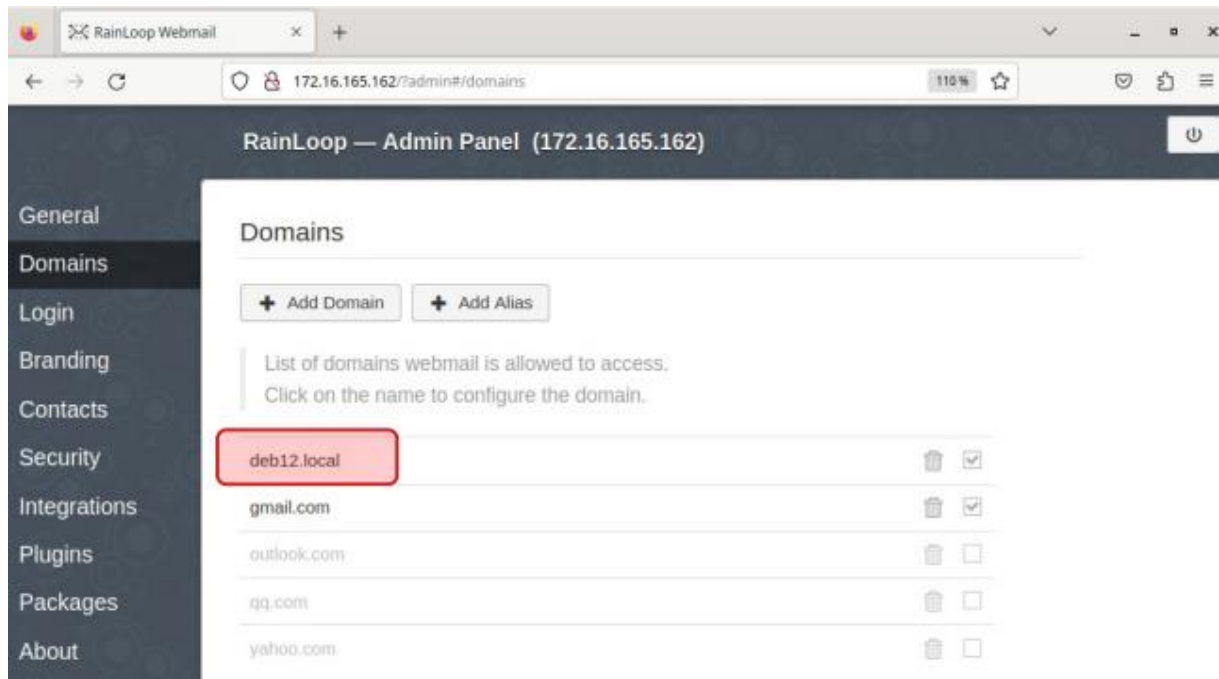 RainLoop Webmail
172.16.165.162/?admin#/domains
110 %
RainLoop — Admin Panel (172.16.165.162)
General
Domains
Login
Branding
Contacts
Security
Integrations
Plugins
Packages
About
Domains
Add Domain
Add Alias
List of domains webmail is allowed to access.
Click on the name to configure the domain.
deb12.local
gmail.com
outlook.com
qq.com
yahoo.com